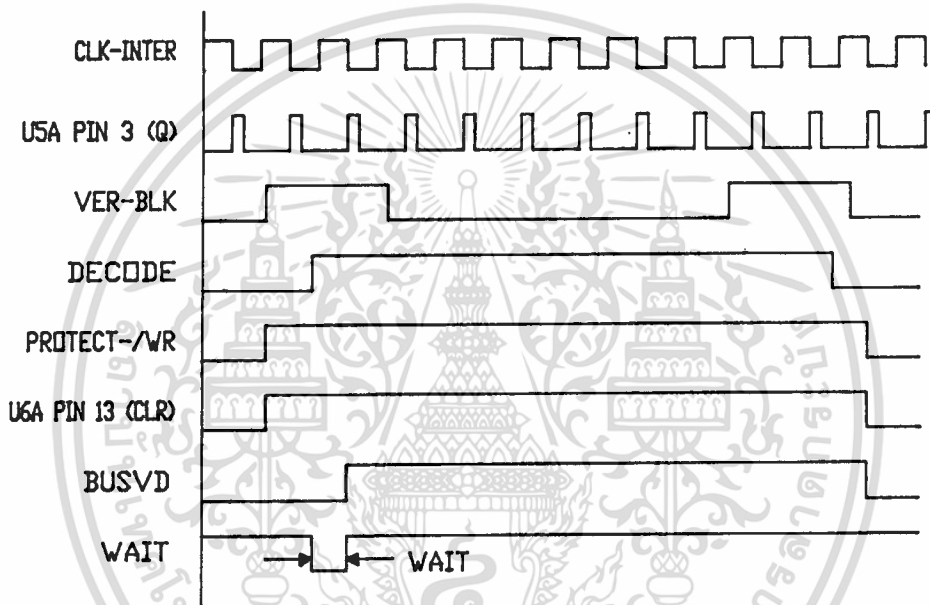 CLK-INTER
U5A PIN 3 (Q)
VER-BLK
DECODE
PROTECT-/WR
U6A PIN 13 (CLR)
BUSVD
WAIT
WAIT